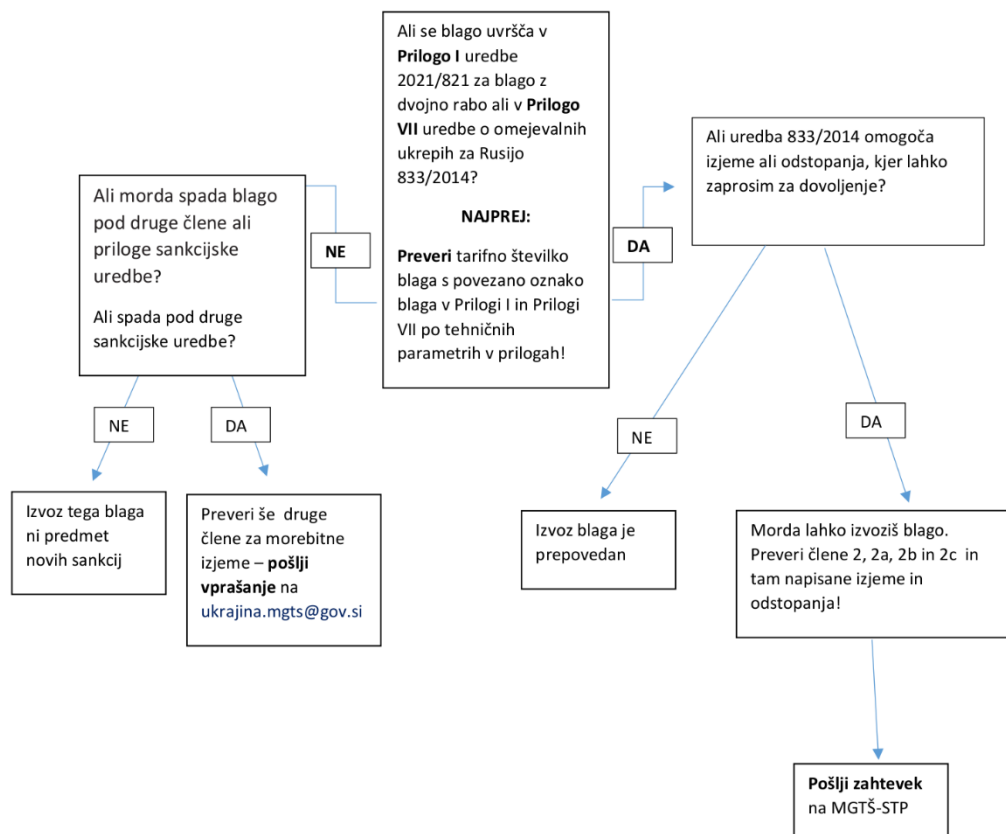 Ali se blago uvršča v
Prilogo I uredbe
2021/821 za blago z
dvojno rabo ali v Prilogo
VII uredbe o omejevalnih
ukrepih za Rusijo
833/2014?
NAJPREJ:
Preveri tarifno številko
blaga s povezano oznako
blaga v Prilogi I in Prilogi
VII po tehničnih
parametrih v prilogah!
NE
DA
Ali morda spada blago
pod druge člene ali
priloge sankcijske
uredbe?
Ali spada pod druge
sankcijske uredbe?
NE
DA
Izvoz tega blaga
ni predmet
novih sankcij
Preveri še druge
člene za morebitne
izjeme – pošlji
vprašanje na
ukrajina.mgts@gov.si
Ali uredba 833/2014 omogoča
izjeme ali odstopanja, kjer lahko
zaprosim za dovoljenje?
NE
DA
Izvoz blaga je
prepovedan
Morda lahko izvoziš blago.
Preveri člene 2, 2a, 2b in 2c in
tam napisane izjeme in
odstopanja!
Pošlji zahtevek
na MGTŠ-STP